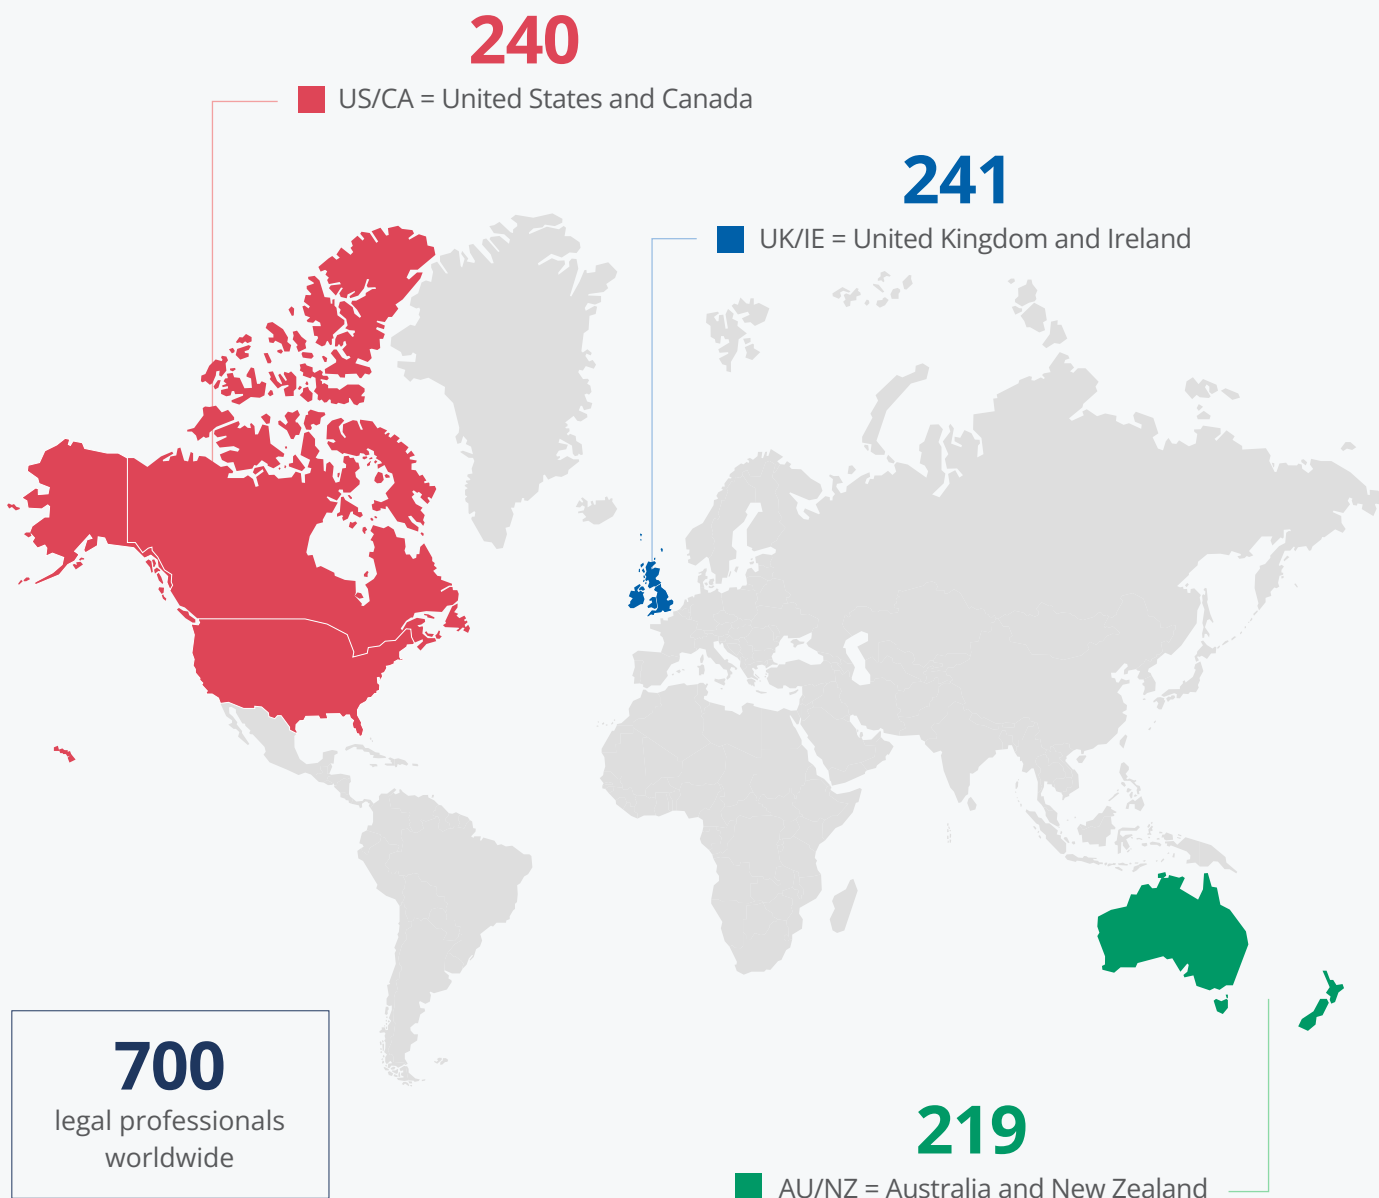 240
US/CA = United States and Canada
241
UK/IE = United Kingdom and Ireland
700
legal professionals
worldwide
219
AU/NZ = Australia and New Zealand